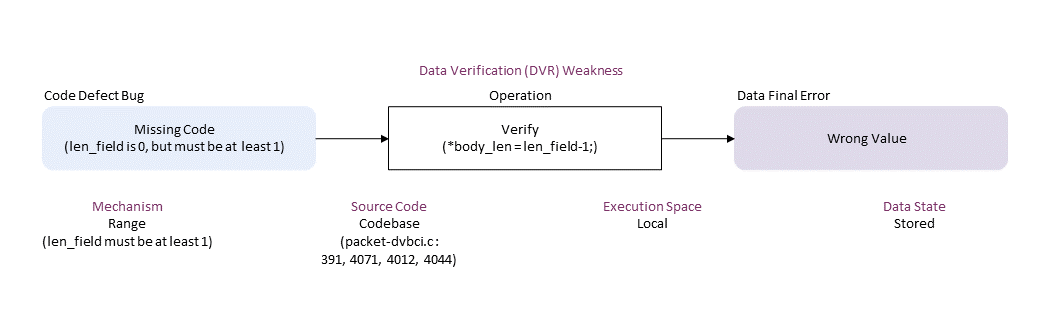 Data Verification (DVR) Weakness
Code Defect Bug
Operation
Data Final Error
Missing Code
(len_field is 0, but must be at least 1)
Verify
(*body_len = len_field-1;)
Wrong Value
Mechanism
Range
(len_field must be at least 1)
Source Code
Codebase
(packet-dvbci.c:
391, 4071, 4012, 4044)
Execution Space
Local
Data State
Stored